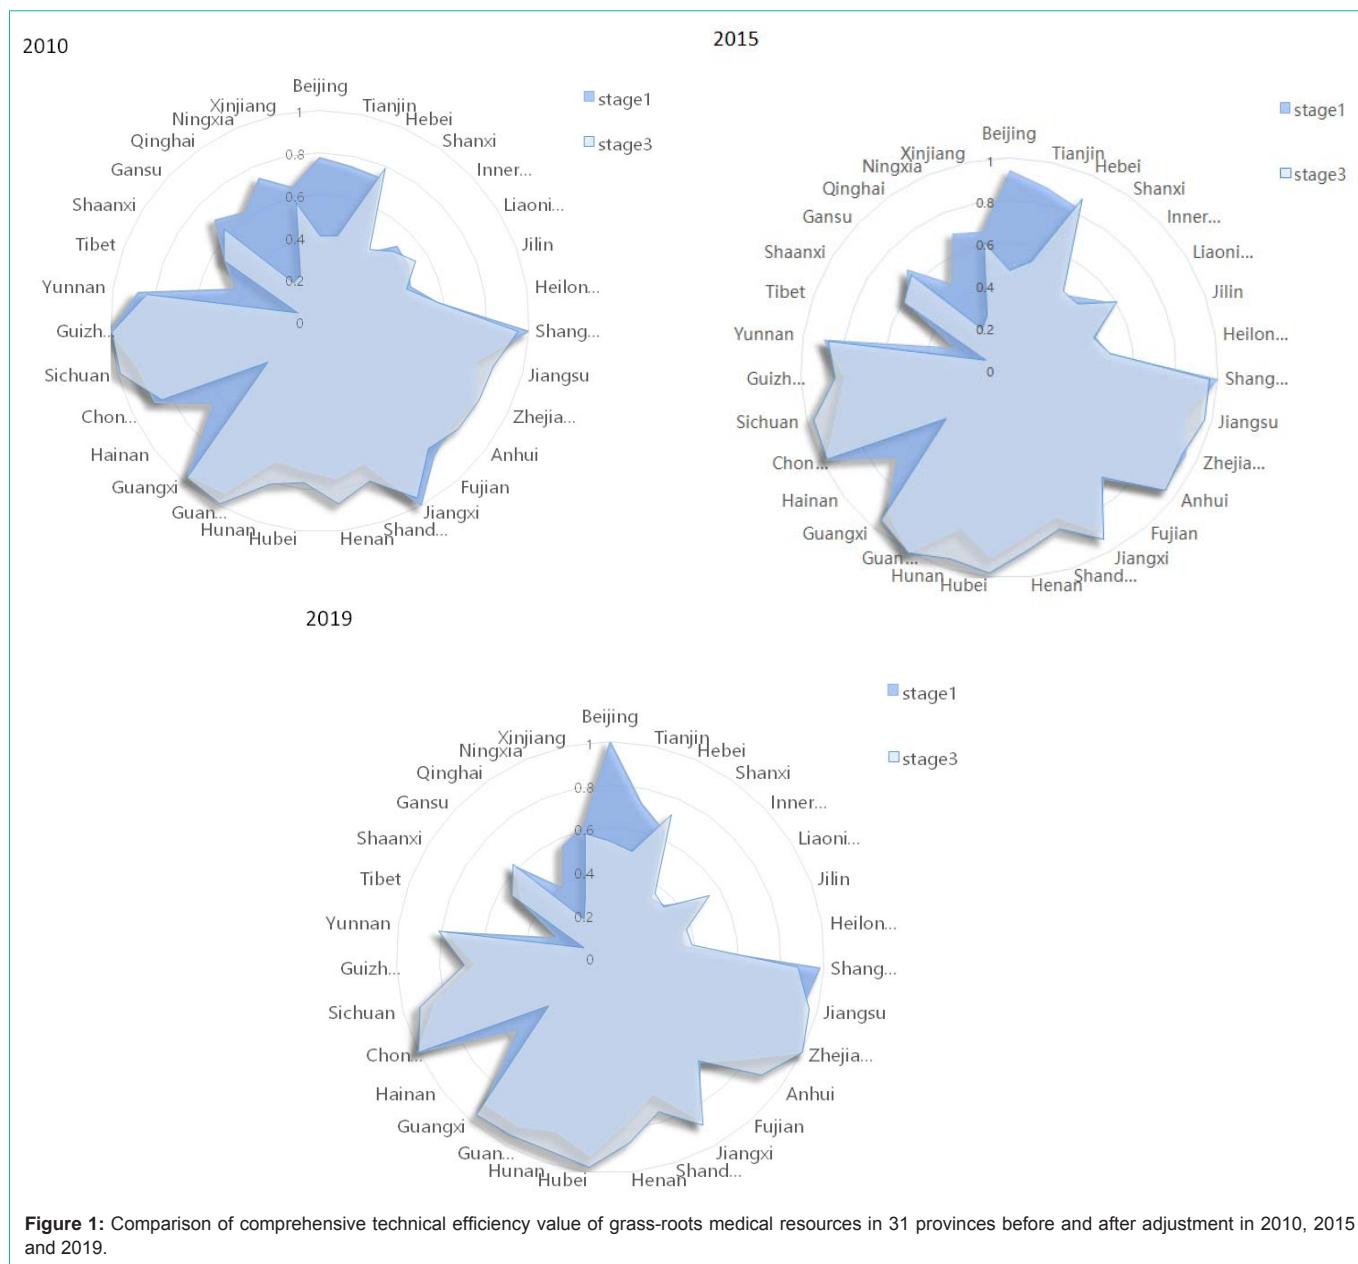 2010
Beijing
Tianjin
Hebei
Shanxi
Inner...
Liaoni...
Jilin
Heilon...
Shang...
Jiangsu
Zhejia...
Anhui
Fujian
Jiangxi
Shand...
Henan
Hubei
Hunan
Guan...
Guangxi
Hainan
Chon...
Sichuan
Guizh...
Yunnan
Tibet
Shaanxi
Gansu
Qinghai
Ningxia
Xinjiang
1
0.8
0.6
0.4
0.2
0
stage1
stage3
2015
Beijing
Tianjin
Hebei
Shanxi
Inner...
Liaoni...
Jilin
Heilon...
Shang...
Jiangsu
Zhejia...
Anhui
Fujian
Jiangxi
Shand...
Henan
Hubei
Hunan
Guan...
Guangxi
Hainan
Chon...
Sichuan
Guizh...
Yunnan
Tibet
Shaanxi
Gansu
Qinghai
Ningxia
Xinjiang
1
0.8
0.6
0.4
0.2
0
stage1
stage3
2019
Beijing
Tianjin
Hebei
Shanxi
Inner...
Liaoni...
Jilin
Heilon...
Shang...
Jiangsu
Zhejia...
Anhui
Fujian
Jiangxi
Shand...
Henan
Hubei
Hunan
Guan...
Guangxi
Hainan
Chon...
Sichuan
Guizh...
Yunnan
Tibet
Shaanxi
Gansu
Qinghai
Ningxia
Xinjiang
1
0.8
0.6
0.4
0.2
0
stage1
stage3
Figure 1: Comparison of comprehensive technical efficiency value of grass-roots medical resources in 31 provinces before and after adjustment in 2010, 2015
and 2019.